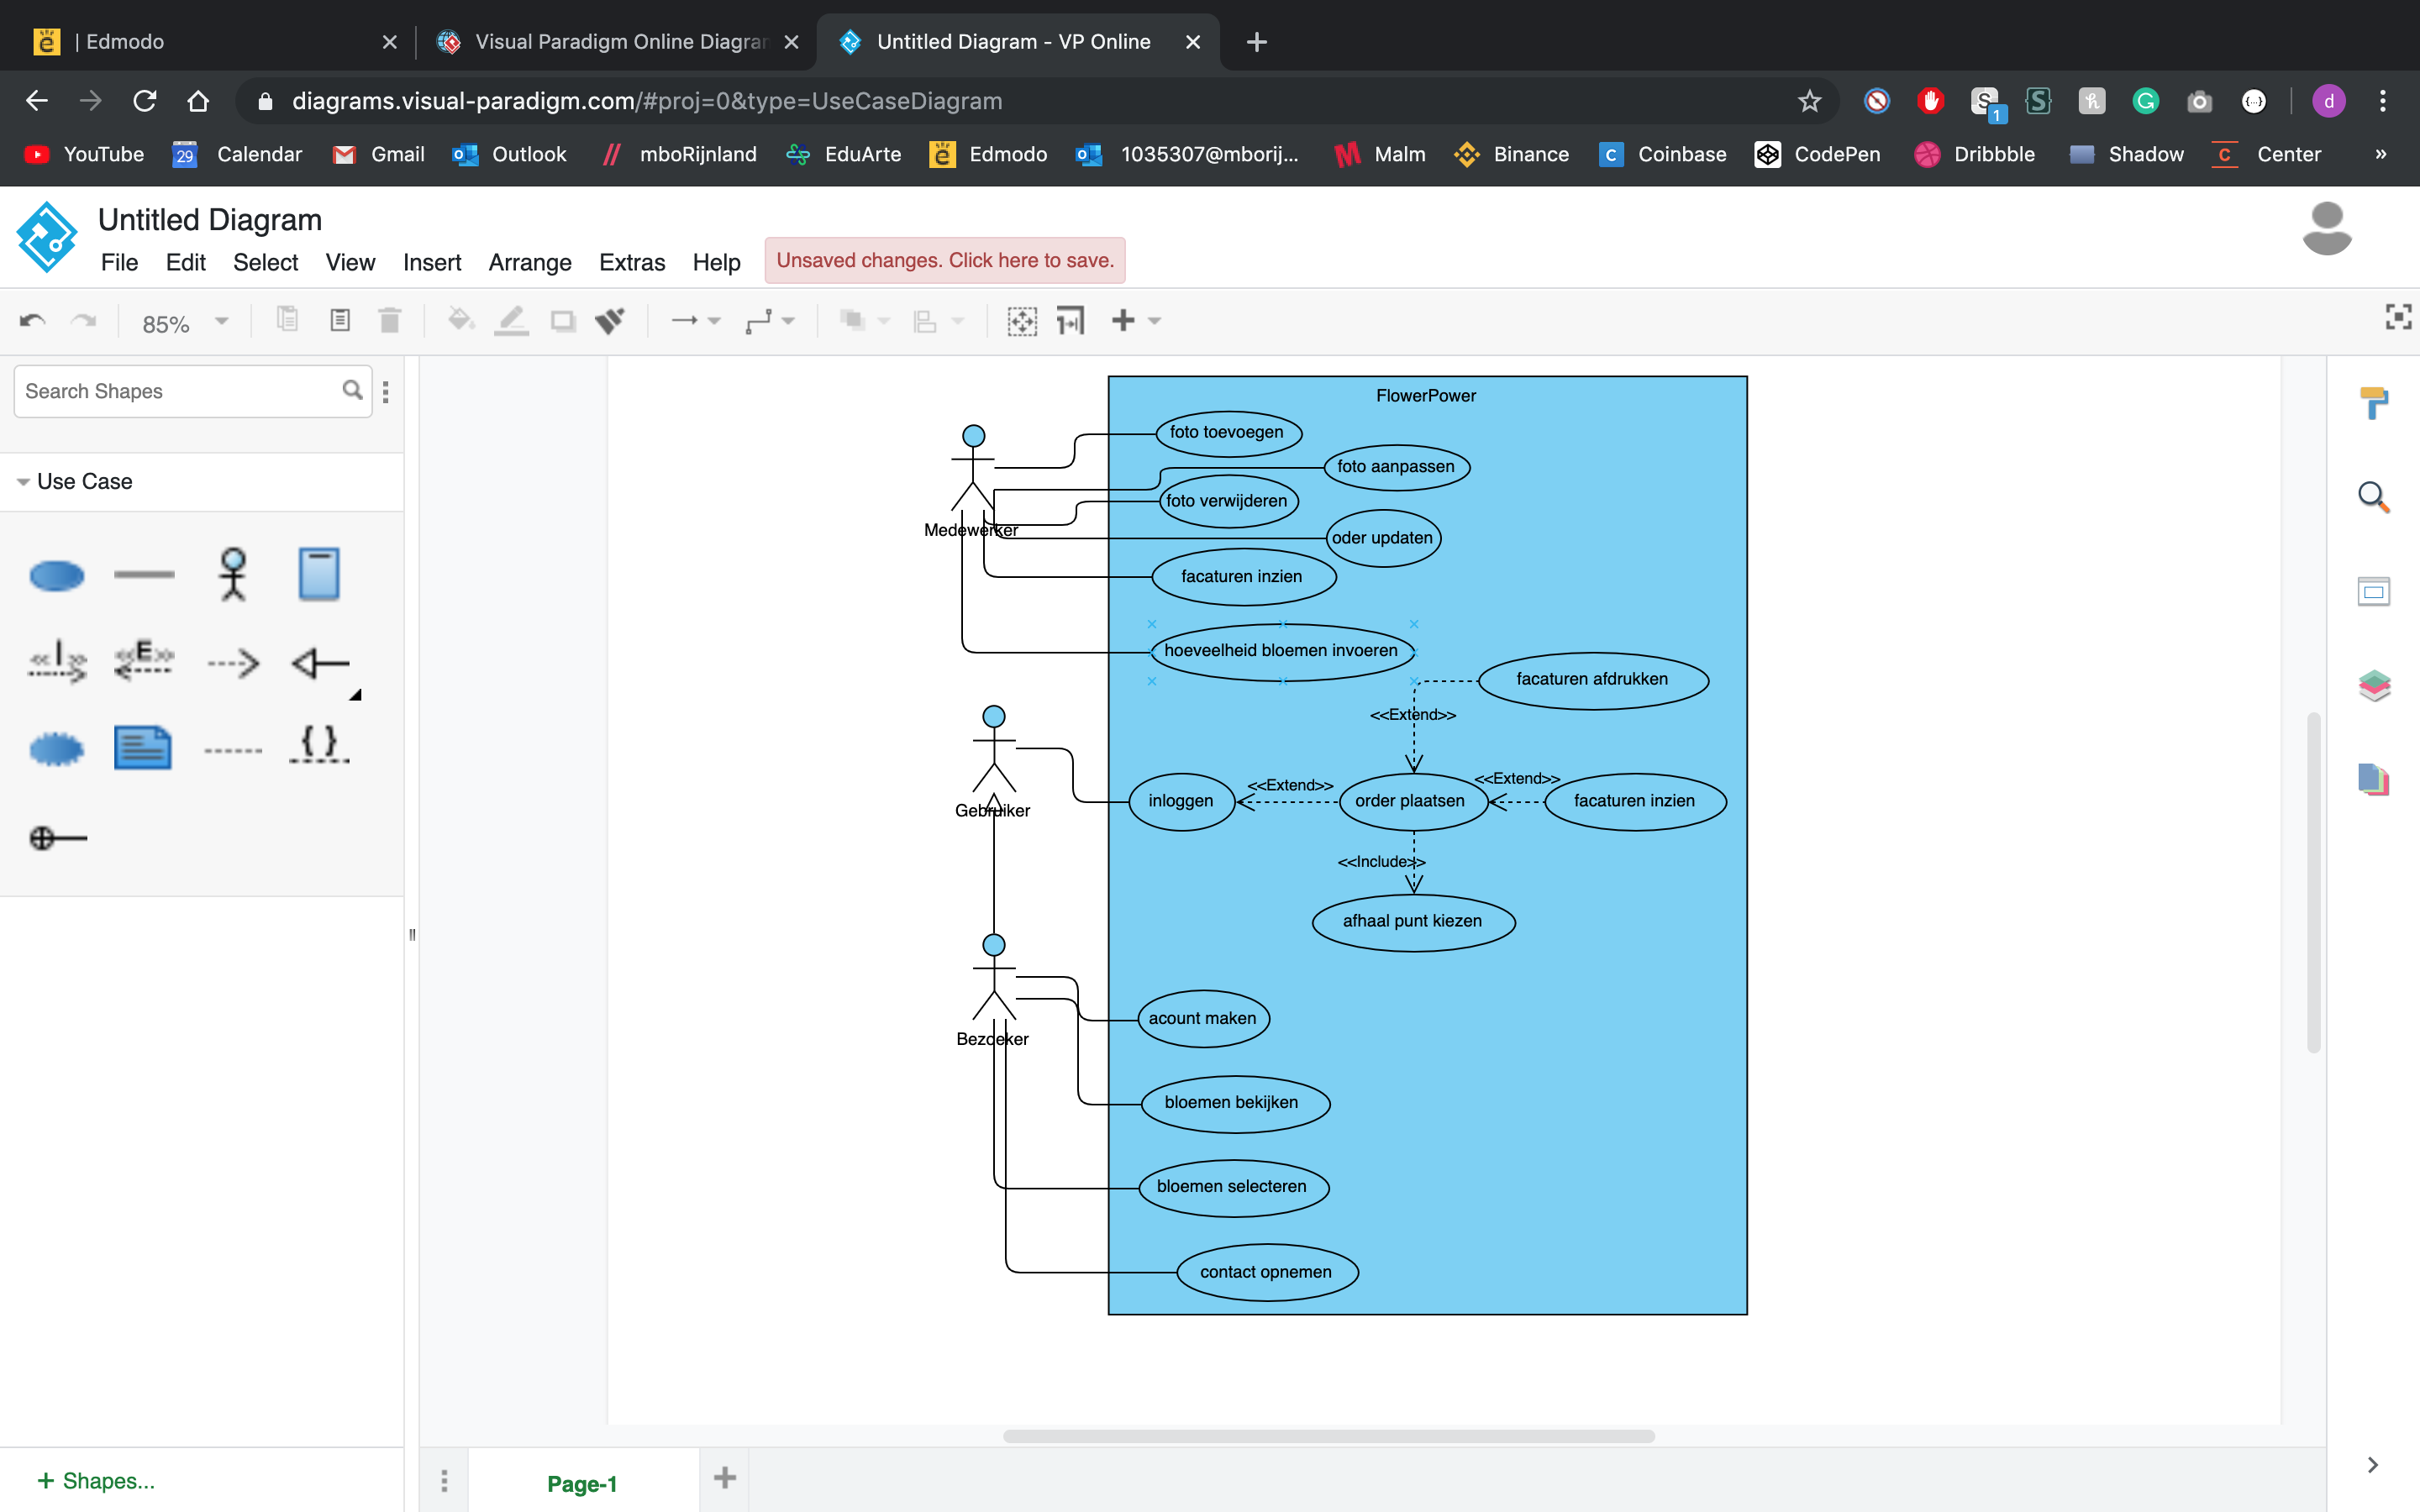 | Edmodo
Visual Paradigm Online Diagran
Untitled Diagram - VP Online
diagrams.visual-paradigm.com/#proj=0&type=UseCaseDiagram
1
d
YouTube
29
Calendar
Gmail
Outlook
mboRijnland
EduArte
Edmodo
1035307@mborij...
Malm
Binance
Coinbase
CodePen
Dribbble
Shadow
Center
»
Untitled Diagram
File Edit Select View Insert Arrange Extras Help
Unsaved changes. Click here to save.
85%
Search Shapes
Use Case
<<I>>
<<E>>
{ }
+ Shapes...
FlowerPower
foto toevoegen
foto aanpassen
foto verwijderen
Medewerker
oder updaten
facaturen inzien
hoeveelheid bloemen invoeren
facaturen afdrukken
<<Extend>>
<<Extend>>
<<Extend>>
inloggen
order plaatsen
facaturen inzien
Gebruiker
<<Include>>
afhaal punt kiezen
acount maken
Bezoeker
bloemen bekijken
bloemen selecteren
contact opnemen
Page-1